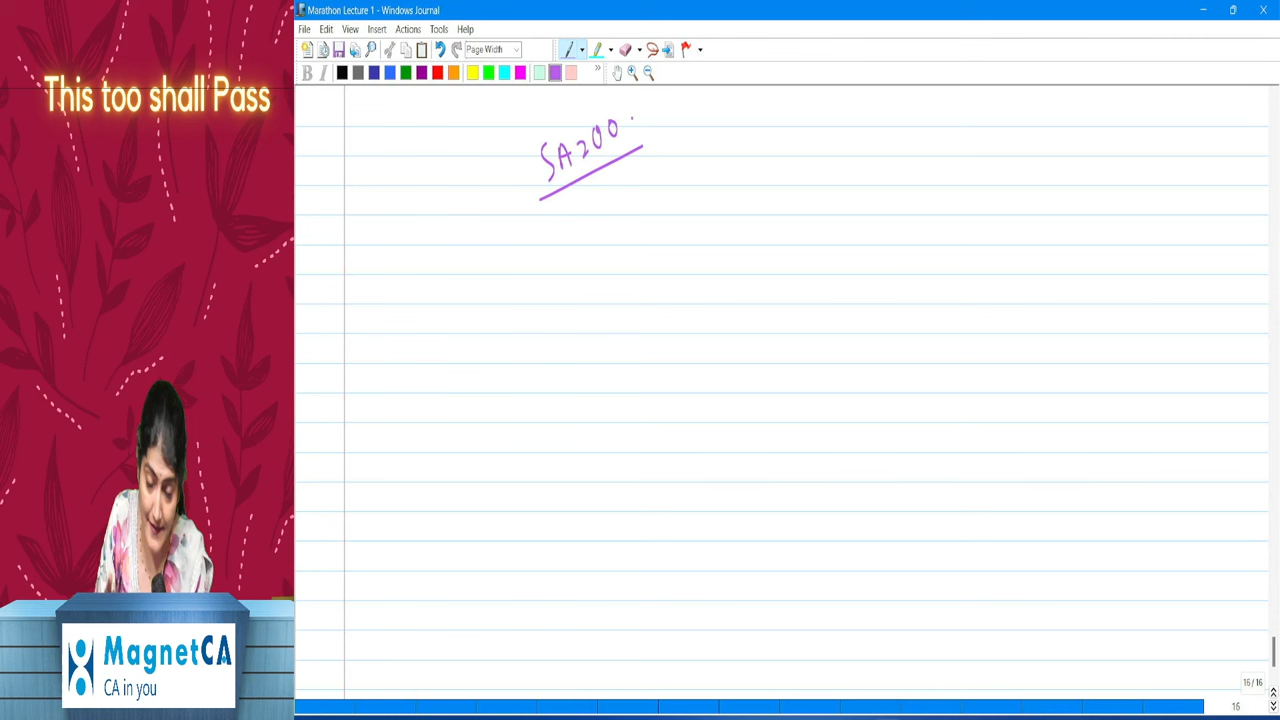 This too shall Pass
Marathon Lecture 1 - Windows Journal
File Edit View Insert Actions Tools Help
Page Width
B I
SA200
MagnetCA
CA in you
16 / 16
16